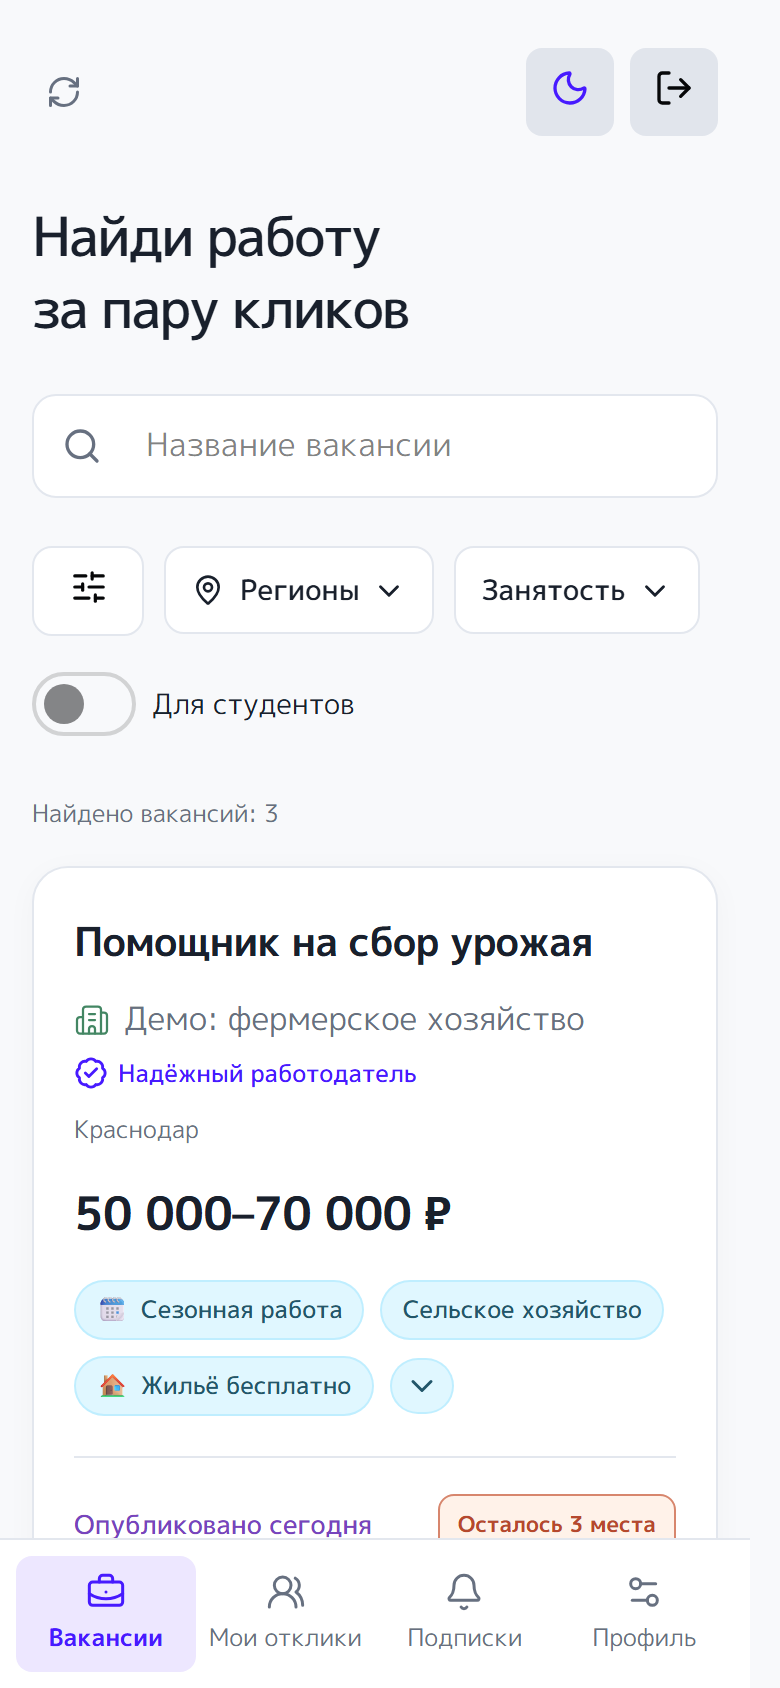 Найди работу
за пару кликов
Название вакансии
Регионы
Занятость
Для студентов
Найдено вакансий: 3
Помощник на сбор урожая
Демо: фермерское хозяйство
Надёжный работодатель
Краснодар
50 000–70 000 ₽
Сезонная работа
Сельское хозяйство
Жильё бесплатно
Опубликовано сегодня
Осталось 3 места
Вакансии
Мои отклики
Подписки
Профиль